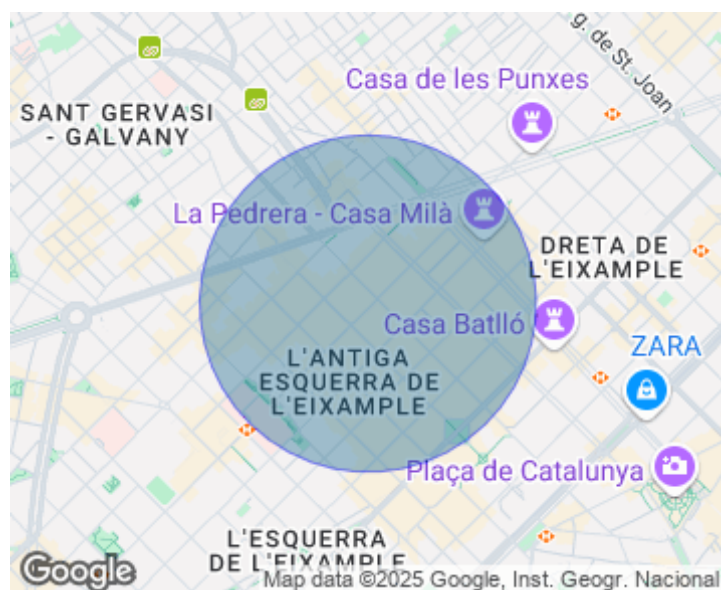 g. de St. Joan
Casa de les Punxes
SANT GERVASI
- GALVANY
La Pedrera - Casa Milà
DRETA DE
L'EIXAMPLE
Casa Batlló
ZARA
L'ANTIGA
ESQUERRA DE
L'EIXAMPLE
Plaça de Catalunya
L'ESQUERRA
DE L'EIXAMPLE
Google
Map data ©2025 Google, Inst. Geogr. Nacional